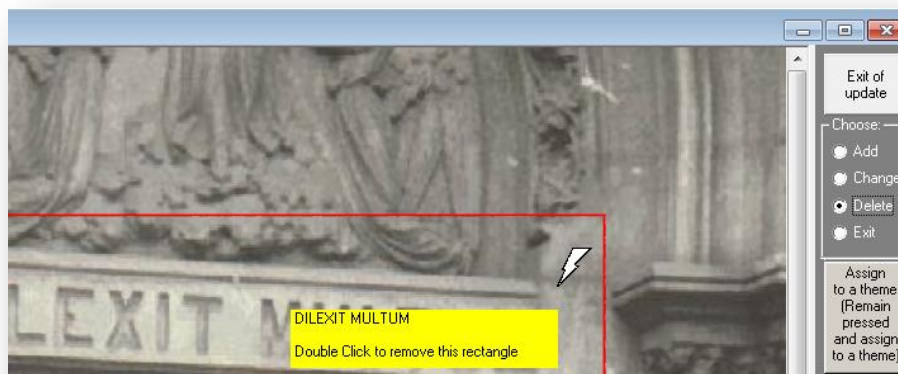 Exit of
update
Choose:
Add
Change
Delete
Exit
LEXIT
DILEXIT MULTUM
Double Click to remove this rectangle
Assign
to a theme
(Remain
pressed
and assign
to a theme)